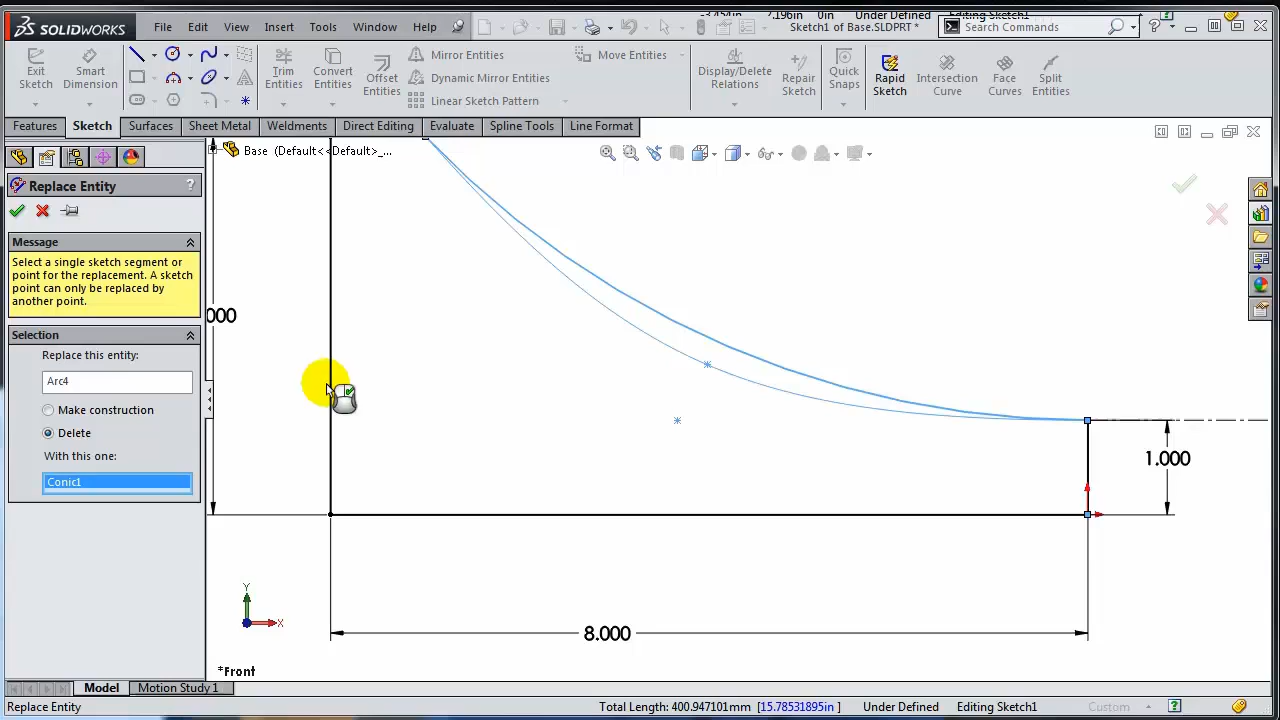 SOLIDWORKS File Edit View Insert Tools Window Help
7.196in 0in Under Defined Editing Sketch1
Sketch1 of Base.SLDPRT * Search Commands
Exit Sketch
Smart Dimension
Trim Entities
Convert Entities
Offset Entities
Mirror Entities
Dynamic Mirror Entities
Linear Sketch Pattern
Move Entities
Display/Delete Relations
Repair Sketch
Quick Snaps
Rapid Sketch
Intersection Curve
Face Curves
Split Entities
Features Sketch Surfaces Sheet Metal Weldments Direct Editing Evaluate Spline Tools Line Format
Base (Default<<Default>_...
Replace Entity ?
Message
Select a single sketch segment or
point for the replacement. A sketch
point can only be replaced by
another point.
Selection
Replace this entity:
Arc4
Make construction
Delete
With this one:
Conic1
000
1.000
8.000
Y
X
*Front
Model Motion Study 1
Replace Entity Total Length: 400.947101mm [15.78531895in ] Under Defined Editing Sketch1 Custom